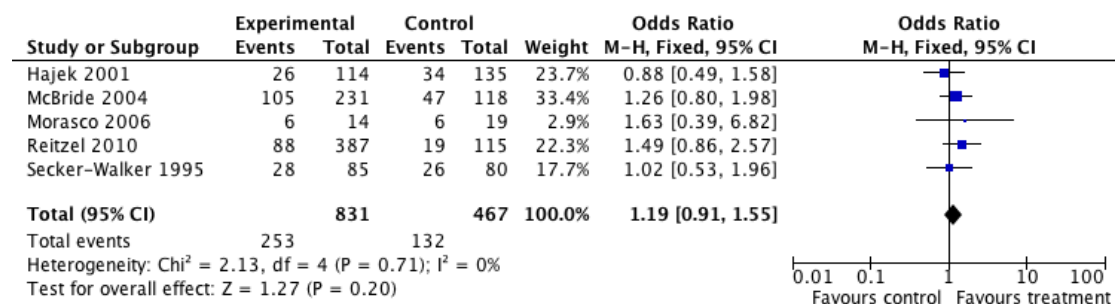 Experimental Control Odds Ratio Odds Ratio
Study or Subgroup Events Total Events Total Weight M-H, Fixed, 95% CI M-H, Fixed, 95% CI
Hajek 2001 26 114 34 135 23.7% 0.88 [0.49, 1.58]
McBride 2004 105 231 47 118 33.4% 1.26 [0.80, 1.98]
Morasco 2006 6 14 6 19 2.9% 1.63 [0.39, 6.82]
Reitzel 2010 88 387 19 115 22.3% 1.49 [0.86, 2.57]
Secker-Walker 1995 28 85 26 80 17.7% 1.02 [0.53, 1.96]
Total (95% CI) 831 467 100.0% 1.19 [0.91, 1.55]
Total events 253 132
Heterogeneity: Chi² = 2.13, df = 4 (P = 0.71); I² = 0%
Test for overall effect: Z = 1.27 (P = 0.20)
0.01 0.1 1 10 100
Favours control Favours treatment